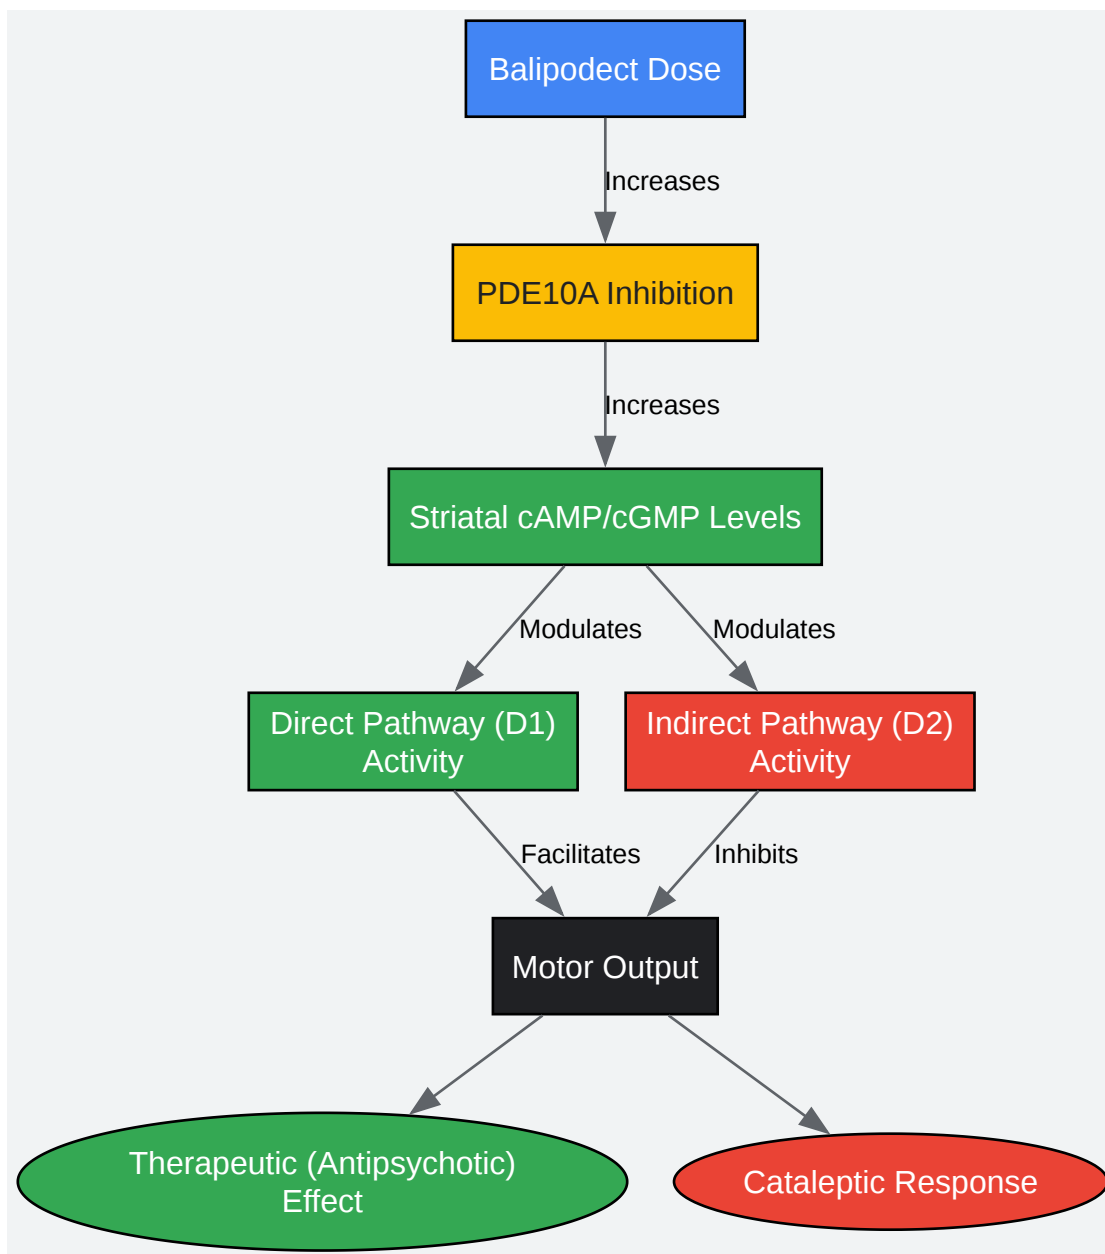 Balipodect Dose
Increases
PDE10A Inhibition
Increases
Striatal cAMP/cGMP Levels
Modulates
Modulates
Direct Pathway (D1)
Activity
Indirect Pathway (D2)
Activity
Facilitates
Inhibits
Motor Output
Therapeutic (Antipsychotic)
Effect
Cataleptic Response